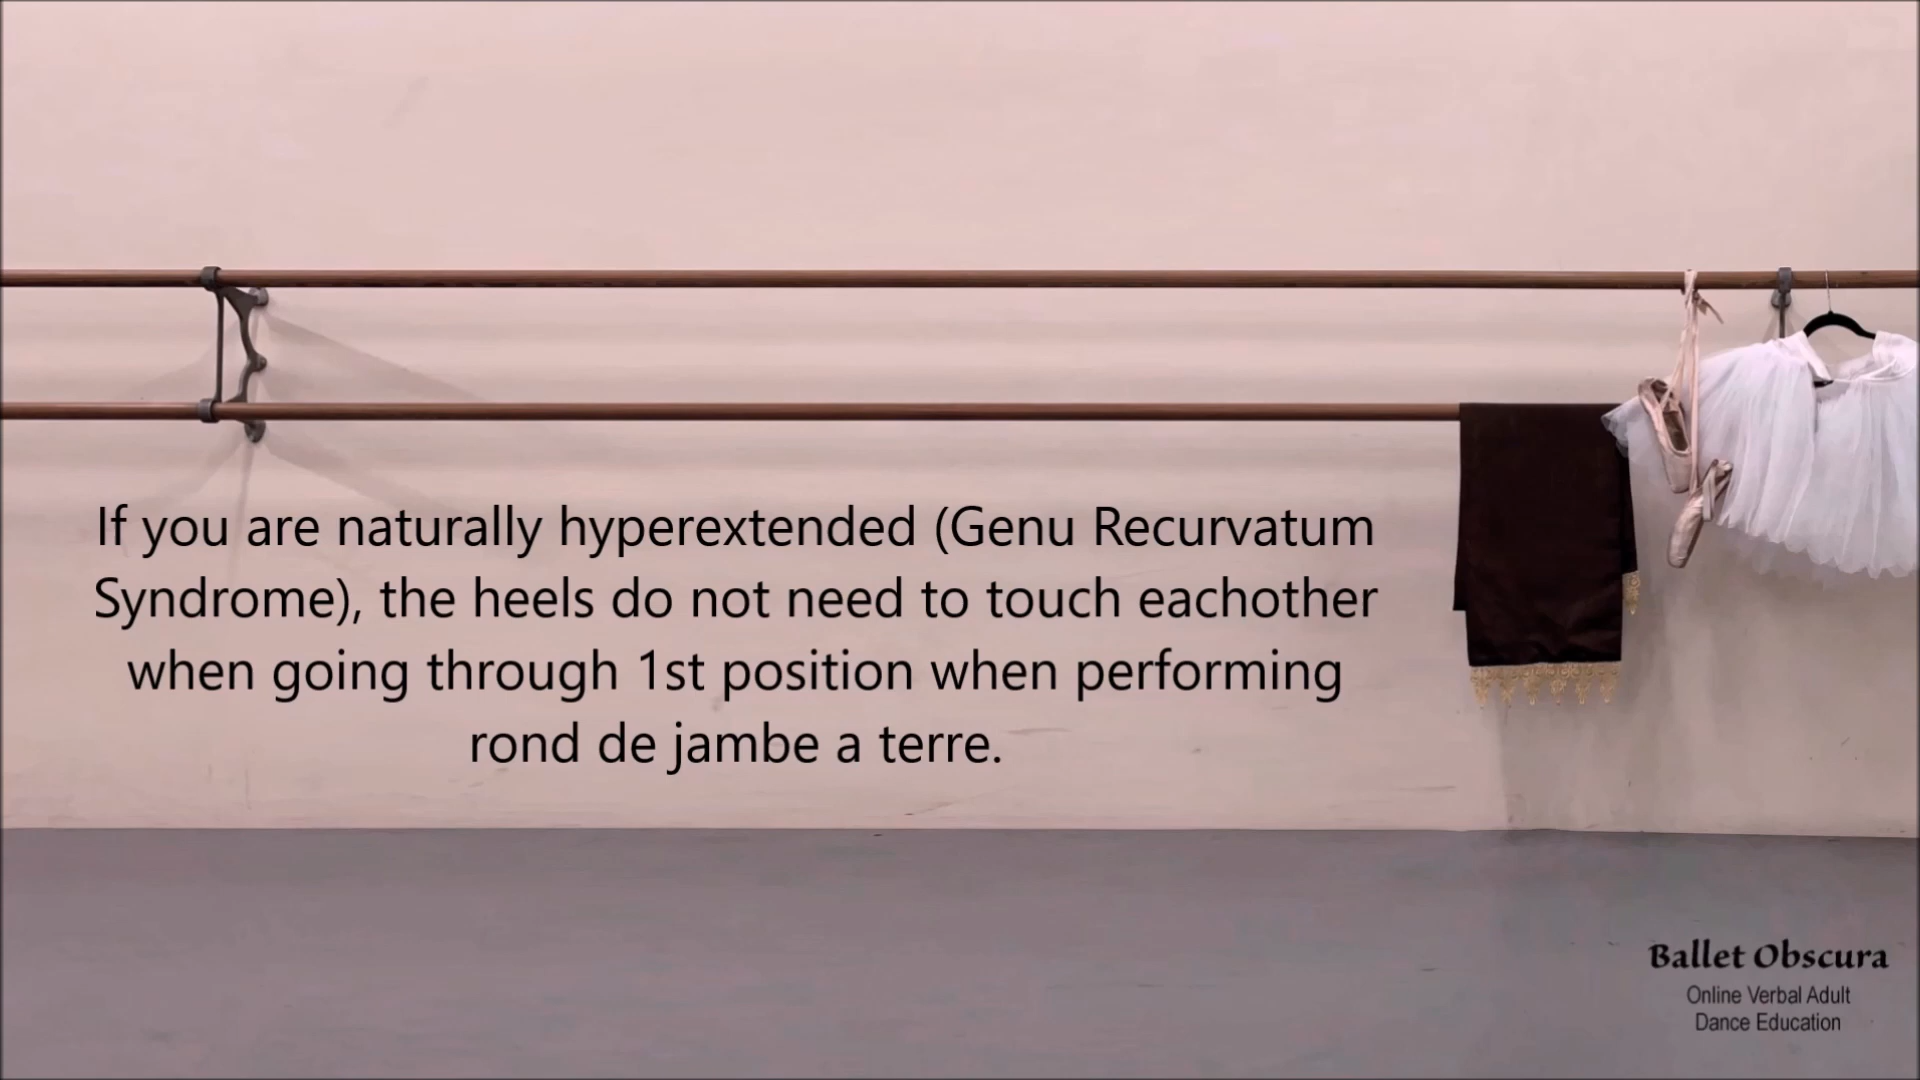 If you are naturally hyperextended (Genu Recurvatum
Syndrome), the heels do not need to touch eachother
when going through 1st position when performing
rond de jambe a terre.
Ballet Obscura
Online Verbal Adult
Dance Education